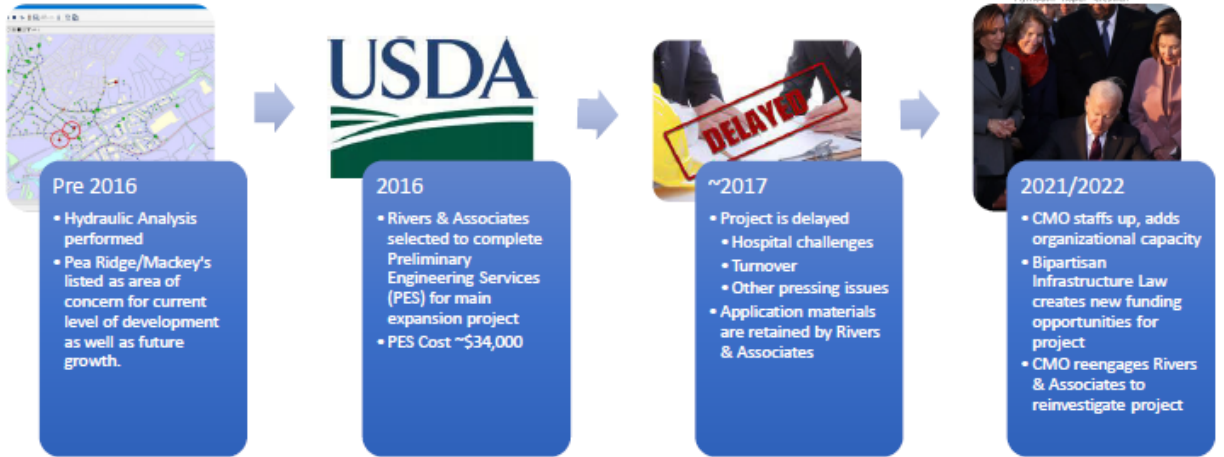 USDA
DELAYED
Pre 2016
• Hydraulic Analysis
performed
• Pea Ridge/Mackey's
listed as area of
concern for current
level of development
as well as future
growth.
2016
• Rivers & Associates
selected to complete
Preliminary
Engineering Services
(PES) for main
expansion project
• PES Cost ~$34,000
~2017
• Project is delayed
• Hospital challenges
• Turnover
• Other pressing issues
• Application materials
are retained by Rivers
& Associates
2021/2022
• CMO staffs up, adds
organizational capacity
• Bipartisan
Infrastructure Law
creates new funding
opportunities for
project
• CMO reengages Rivers
& Associates to
reinvestigate project